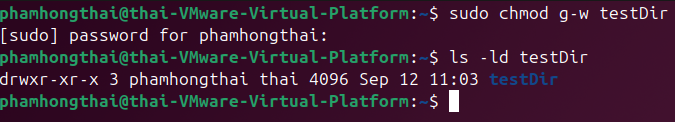 phamhongthai@thai-VMware-Virtual-Platform:~$ sudo chmod g-w testDir
[sudo] password for phamhongthai:
phamhongthai@thai-VMware-Virtual-Platform:~$ ls -ld testDir
drwxr-xr-x 3 phamhongthai thai 4096 Sep 12 11:03 testDir
phamhongthai@thai-VMware-Virtual-Platform:~$